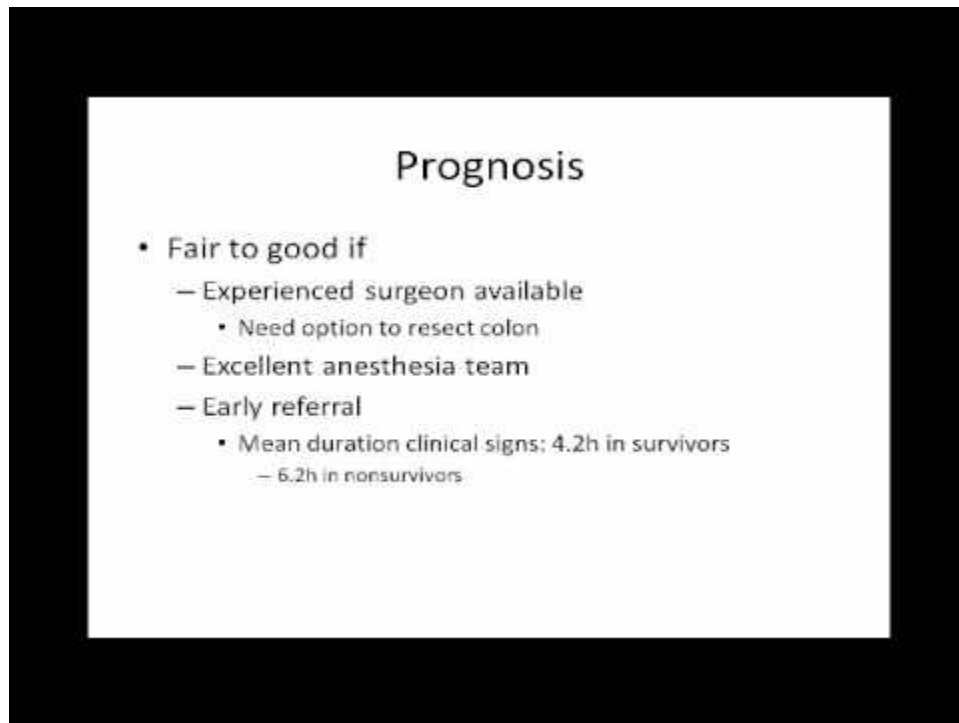 Prognosis
• Fair to good if
– Experienced surgeon available
• Need option to resect colon
– Excellent anesthesia team
– Early referral
• Mean duration clinical signs: 4.2h in survivors
– 6.2h in nonsurvivors